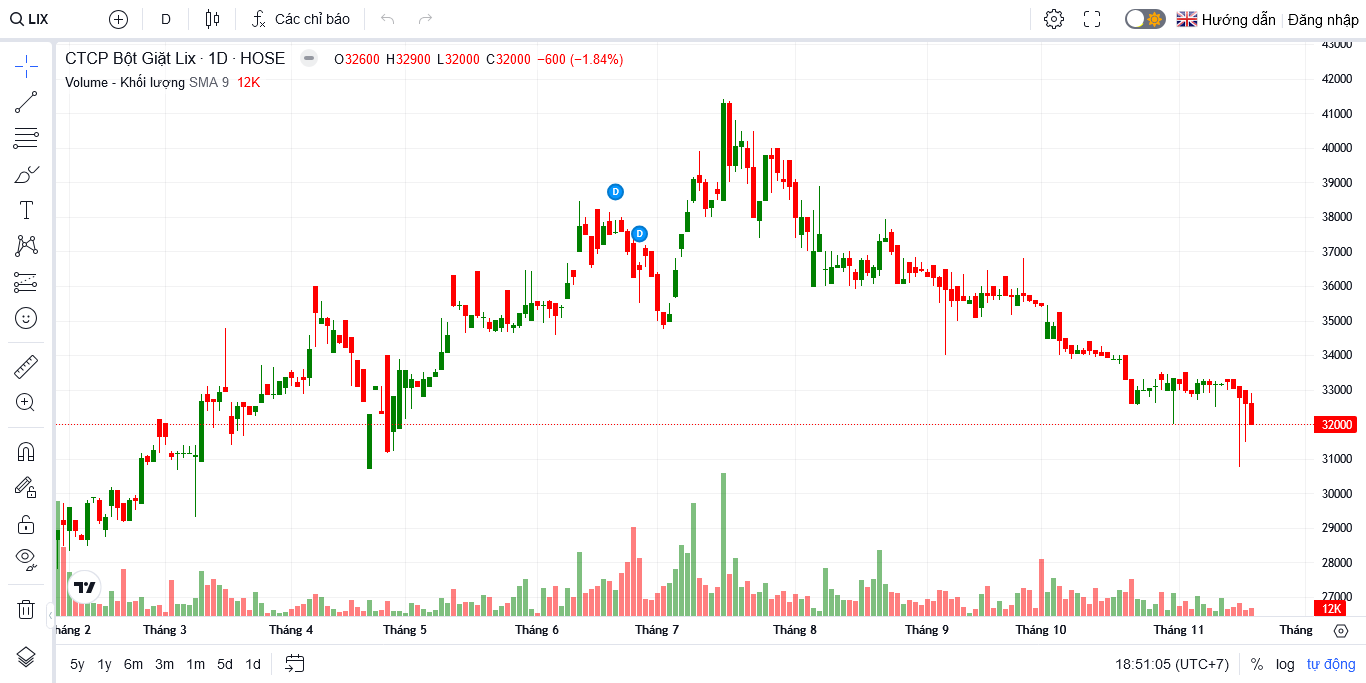 LIX D Các chỉ báo Hướng dẫn Đăng nhập
CTCP Bột Giặt Lix · 1D · HOSE O32600 H32900 L32000 C32000 −600 (−1.84%)
Volume - Khối lượng SMA 9 12K
43000
42000
41000
40000
39000
38000
37000
36000
35000
34000
33000
32000
31000
30000
29000
28000
27000
12K
D
D
háng 2 Tháng 3 Tháng 4 Tháng 5 Tháng 6 Tháng 7 Tháng 8 Tháng 9 Tháng 10 Tháng 11 Tháng
5y 1y 6m 3m 1m 5d 1d 18:51:05 (UTC+7) % log tự động